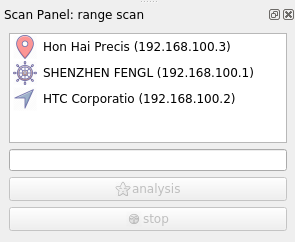 Scan Panel: range scan
Hon Hai Precis (192.168.100.3)
SHENZHEN FENGL (192.168.100.1)
HTC Corporatio (192.168.100.2)
analysis
stop